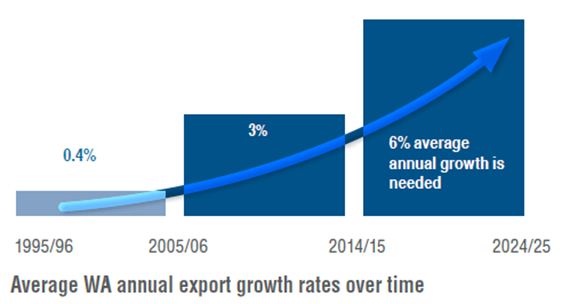 0.4%
3%
6% average
annual growth is
needed
1995/96 2005/06 2014/15 2024/25
Average WA annual export growth rates over time